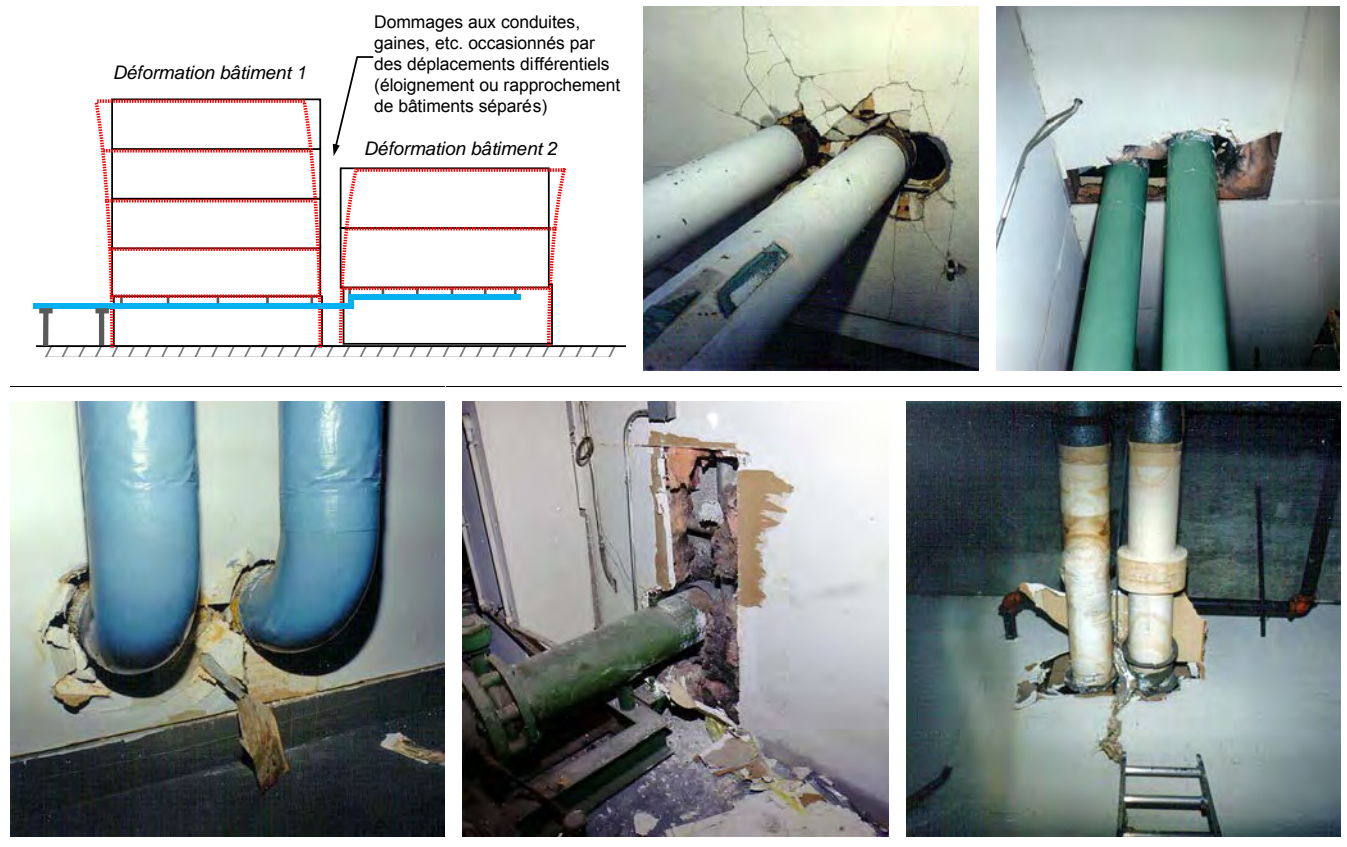 Dommages aux conduites,
gaines, etc. occasionnés par
des déplacements différentiels
(éloignement ou rapprochement
de bâtiments séparés)
Déformation bâtiment 1
Déformation bâtiment 2